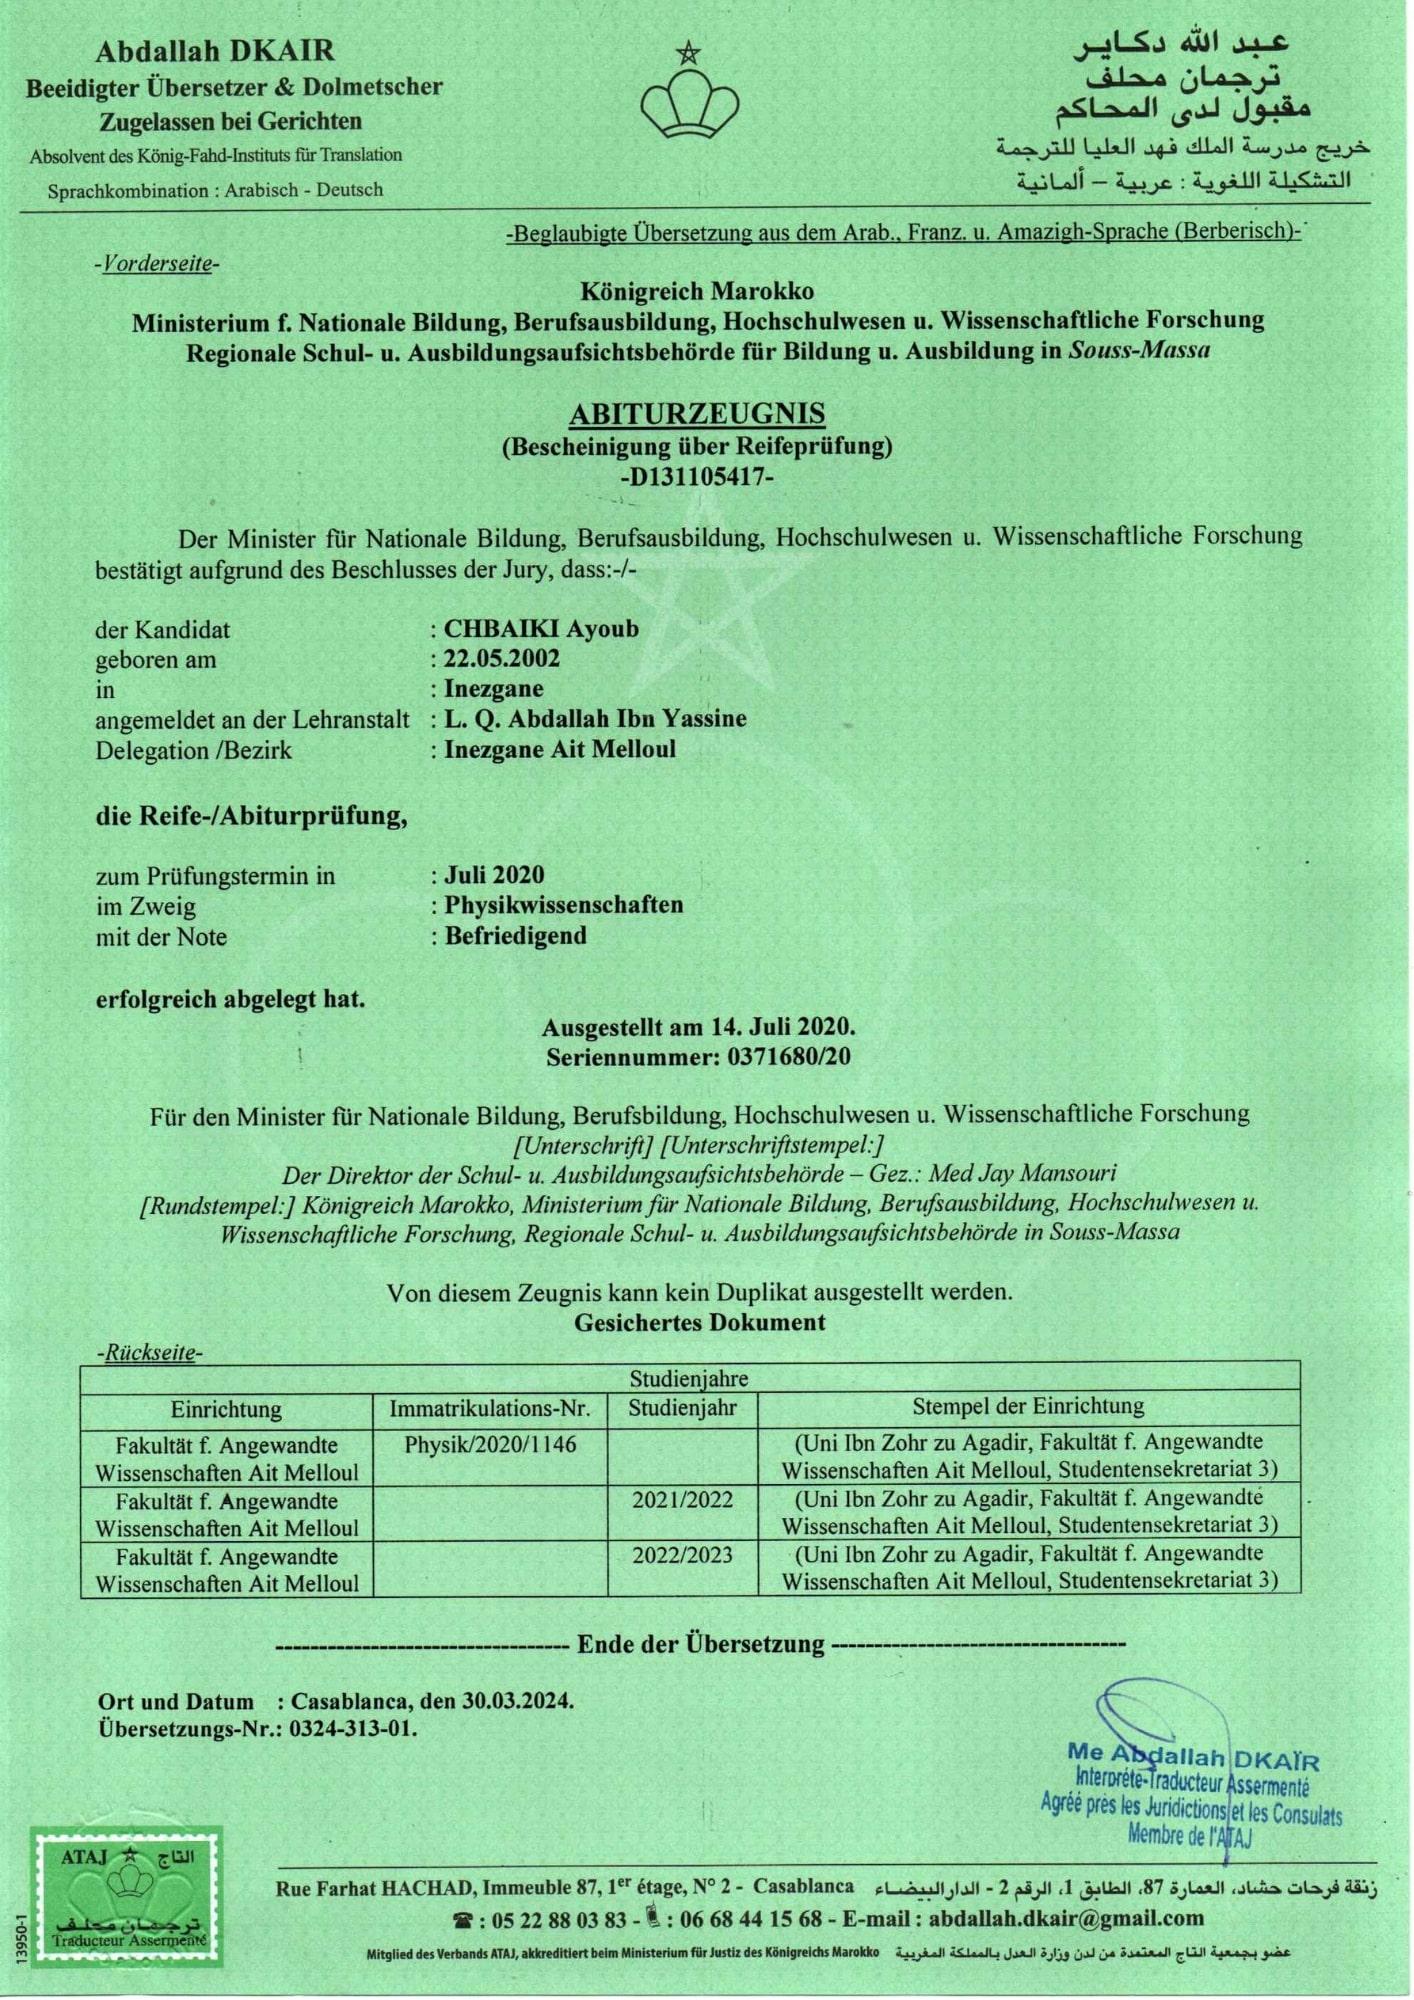 Abdallah DKAIR
Beeidigter Übersetzer & Dolmetscher
Zugelassen bei Gerichten
Absolvent des König-Fahd-Instituts für Translation
Sprachkombination : Arabisch - Deutsch
عبد الله دكاير
ترجمان محلف
مقبول لدى المحاكم
خريج مدرسة الملك فهد العليا للترجمة
التشكيلة اللغوية : عربية – ألمانية
-Beglaubigte Übersetzung aus dem Arab., Franz. u. Amazigh-Sprache (Berberisch)-
-Vorderseite-
Königreich Marokko
Ministerium f. Nationale Bildung, Berufsausbildung, Hochschulwesen u. Wissenschaftliche Forschung
Regionale Schul- u. Ausbildungsaufsichtsbehörde für Bildung u. Ausbildung in Souss-Massa
ABITURZEUGNIS
(Bescheinigung über Reifeprüfung)
-D131105417-
Der Minister für Nationale Bildung, Berufsausbildung, Hochschulwesen u. Wissenschaftliche Forschung
bestätigt aufgrund des Beschlusses der Jury, dass:-/-
der Kandidat : CHBAIKI Ayoub
geboren am : 22.05.2002
in : Inezgane
angemeldet an der Lehranstalt : L. Q. Abdallah Ibn Yassine
Delegation /Bezirk : Inezgane Ait Melloul
die Reife-/Abiturprüfung,
zum Prüfungstermin in : Juli 2020
im Zweig : Physikwissenschaften
mit der Note : Befriedigend
erfolgreich abgelegt hat.
Ausgestellt am 14. Juli 2020.
Seriennummer: 0371680/20
Für den Minister für Nationale Bildung, Berufsbildung, Hochschulwesen u. Wissenschaftliche Forschung
[Unterschrift] [Unterschriftstempel:]
Der Direktor der Schul- u. Ausbildungsaufsichtsbehörde – Gez.: Med Jay Mansouri
[Rundstempel:] Königreich Marokko, Ministerium für Nationale Bildung, Berufsausbildung, Hochschulwesen u.
Wissenschaftliche Forschung, Regionale Schul- u. Ausbildungsaufsichtsbehörde in Souss-Massa
Von diesem Zeugnis kann kein Duplikat ausgestellt werden.
Gesichertes Dokument
-Rückseite-
Studienjahre
Einrichtung Immatrikulations-Nr. Studienjahr Stempel der Einrichtung
Fakultät f. Angewandte Physik/2020/1146 (Uni Ibn Zohr zu Agadir, Fakultät f. Angewandte
Wissenschaften Ait Melloul Wissenschaften Ait Melloul, Studentensekretariat 3)
Fakultät f. Angewandte 2021/2022 (Uni Ibn Zohr zu Agadir, Fakultät f. Angewandte
Wissenschaften Ait Melloul Wissenschaften Ait Melloul, Studentensekretariat 3)
Fakultät f. Angewandte 2022/2023 (Uni Ibn Zohr zu Agadir, Fakultät f. Angewandte
Wissenschaften Ait Melloul Wissenschaften Ait Melloul, Studentensekretariat 3)
---------------------------------- Ende der Übersetzung ----------------------------------
Ort und Datum : Casablanca, den 30.03.2024.
Übersetzungs-Nr.: 0324-313-01.
Me Abdallah DKAÏR
Interprète-Traducteur Assermenté
Agréé près les Juridictions et les Consulats
Membre de l'ATAJ
ATAJ التاج
ترجمان محلف
Traducteur Assermenté
13950-1
Rue Farhat HACHAD, Immeuble 87, 1er étage, N° 2 - Casablanca زنقة فرحات حشاد، العمارة 87، الطابق 1، الرقم 2 - الدار البيضاء
☎ : 05 22 88 03 83 - : 06 68 44 15 68 - E-mail : abdallah.dkair@gmail.com
Mitglied des Verbands ATAJ, akkreditiert beim Ministerium für Justiz des Königreichs Marokko عضو بجمعية التاج المعتمدة من لدن وزارة العدل بالمملكة المغربية